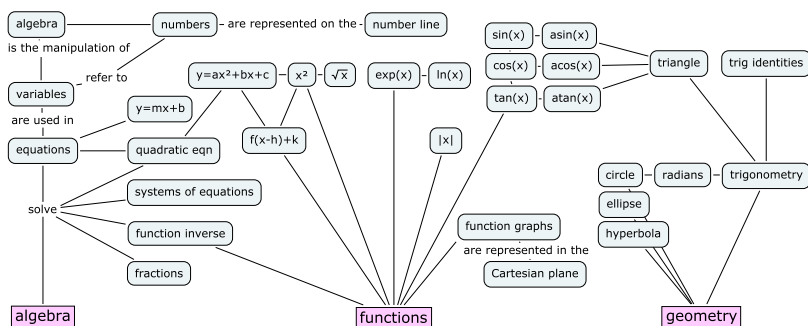 algebra
numbers
are represented on the
number line
is the manipulation of
refer to
variables
are used in
y=mx+b
equations
quadratic eqn
solve
systems of equations
function inverse
fractions
algebra
y=ax²+bx+c
x²
√x
exp(x)
ln(x)
f(x-h)+k
|x|
function graphs
are represented in the
Cartesian plane
functions
sin(x)
asin(x)
cos(x)
acos(x)
tan(x)
atan(x)
triangle
trig identities
circle
radians
trigonometry
ellipse
hyperbola
geometry